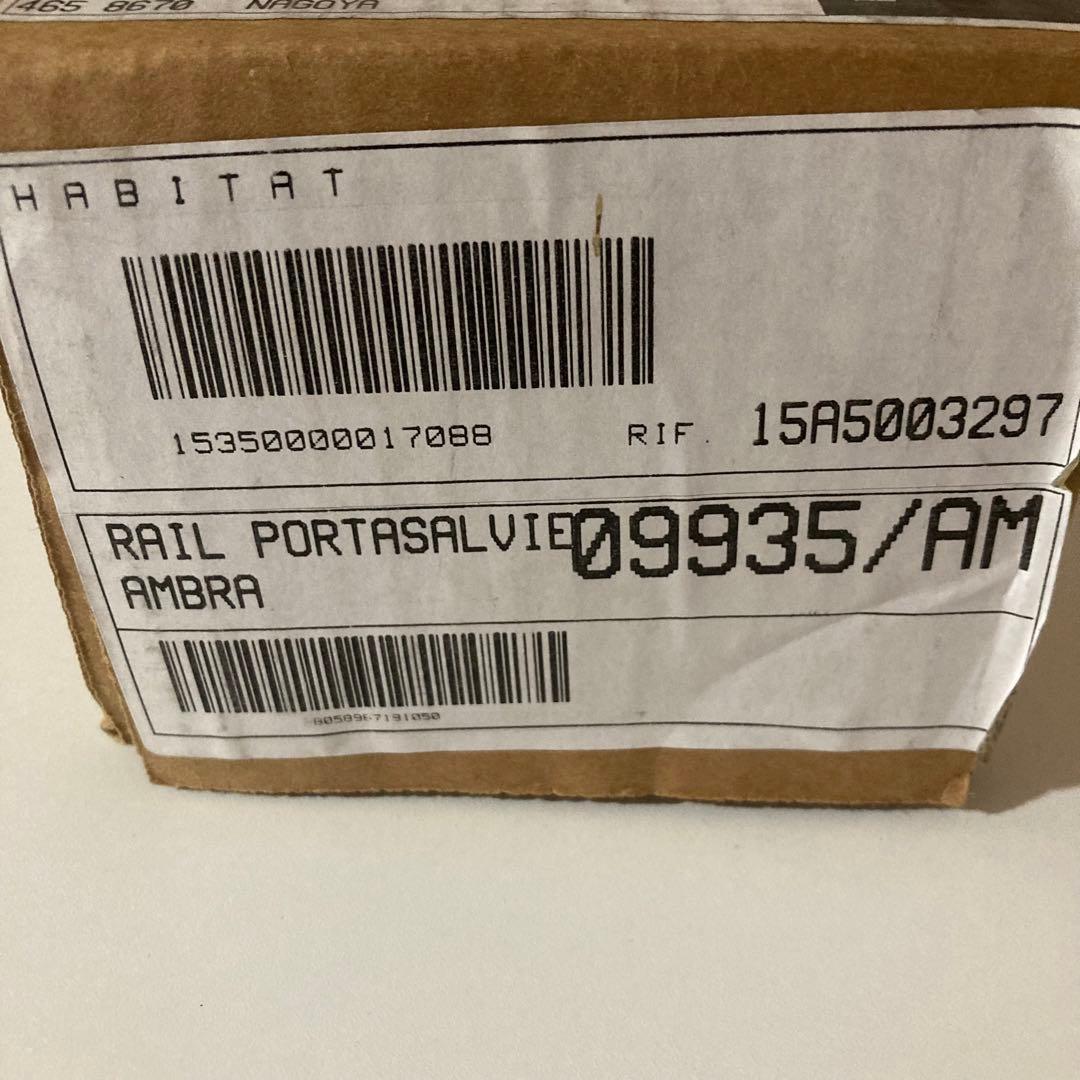 465 8670 NAGOYA
HABITAT
15350000017088 RIF. 15A5003297
RAIL PORTASALVIE 09935/AM
AMBRA